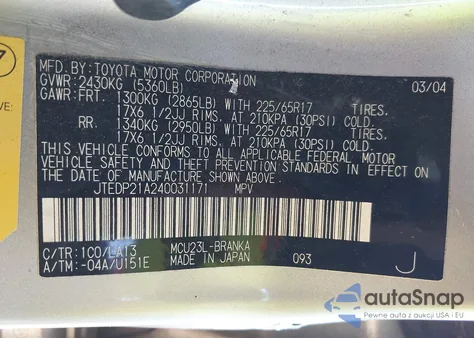 MFD. BY: TOYOTA MOTOR CORPORATION 03/04
GVWR: 2430KG (5360LB)
GAWR: FRT. 1300KG (2865LB) WITH 225/65R17 TIRES.
17X6 1/2JJ RIMS. AT 210KPA (30PSI) COLD.
RR. 1340KG (2950LB) WITH 225/65R17 TIRES.
17X6 1/2JJ RIMS. AT 210KPA (30PSI) COLD.
THIS VEHICLE CONFORMS TO ALL APPLICABLE FEDERAL MOTOR
VEHICLE SAFETY AND THEFT PREVENTION STANDARDS IN EFFECT
ON THE DATE OF MANUFACTURE SHOWN ABOVE.
JTEDP21A240031171 MPV
C/TR: 1C0/LA13 MCU23L-BRANKA
A/TM: -04A/U151E MADE IN JAPAN 093 J
7
VE:
autoSnap
Pewne auta z aukcji USA i EU